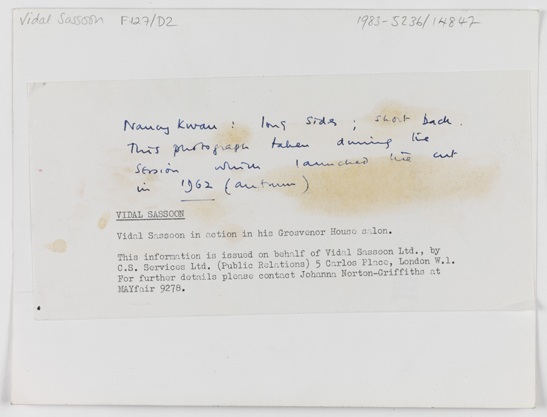 Vidal Sassoon F127/D2 1983-5236/14847
Nancy Kwan: long sides; short back.
This photograph taken during the
session which launched the cut
in 1962 (autumn)
VIDAL SASSOON
Vidal Sassoon in action in his Grosvenor House salon.
This information is issued on behalf of Vidal Sassoon Ltd., by
C.S. Services Ltd. (Public Relations) 5 Carlos Place, London W.1.
For further details please contact Johanna Norton-Griffiths at
MAYfair 9278.